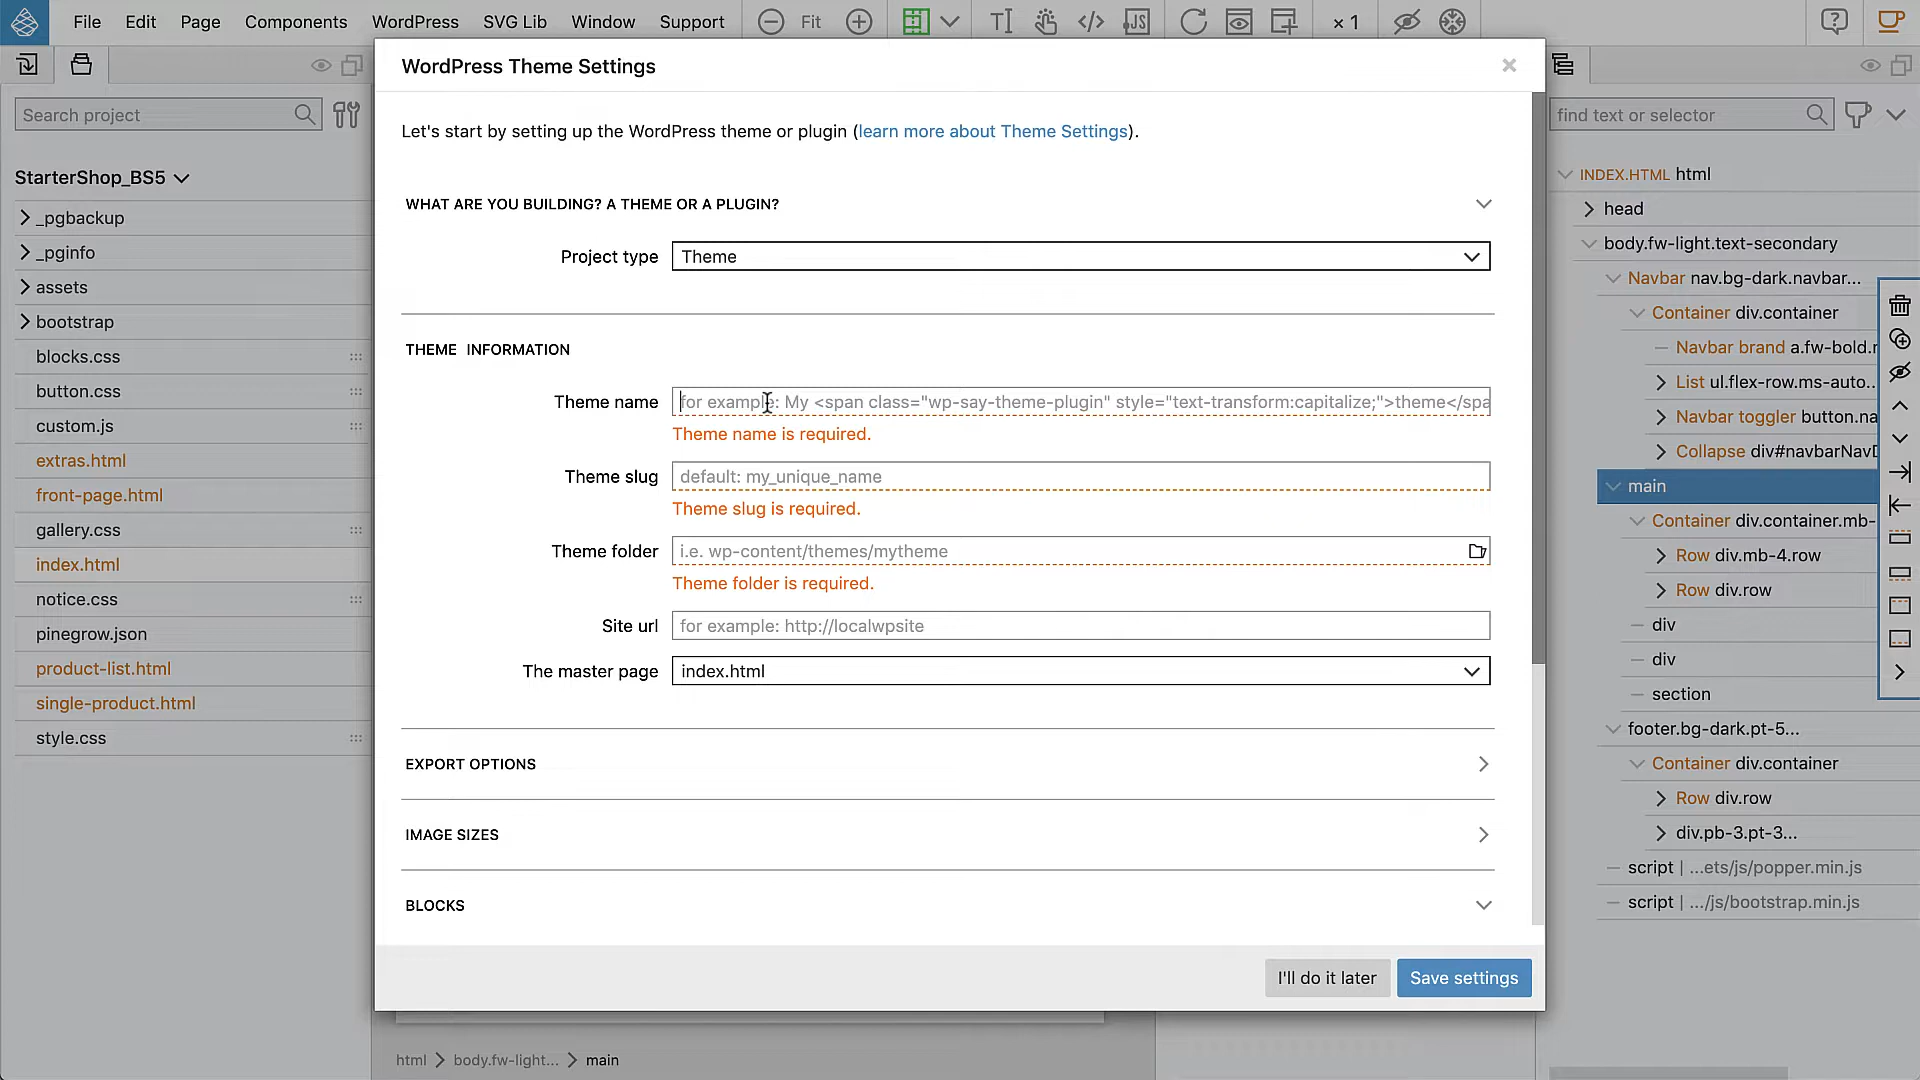 File Edit Page Components WordPress SVG Lib Window Support Fit JS × 1
WordPress Theme Settings
Search project
StarterShop_BS5
_pgbackup
_pginfo
assets
bootstrap
blocks.css
button.css
custom.js
extras.html
front-page.html
gallery.css
index.html
notice.css
pinegrow.json
product-list.html
single-product.html
style.css
Let's start by setting up the WordPress theme or plugin (learn more about Theme Settings).
WHAT ARE YOU BUILDING? A THEME OR A PLUGIN?
Project type Theme
THEME INFORMATION
Theme name for example: My <span class="wp-say-theme-plugin" style="text-transform:capitalize;">theme</spa
Theme name is required.
Theme slug default: my_unique_name
Theme slug is required.
Theme folder i.e. wp-content/themes/mytheme
Theme folder is required.
Site url for example: http://localwpsite
The master page index.html
EXPORT OPTIONS
IMAGE SIZES
BLOCKS
I'll do it later Save settings
html body.fw-light... main
find text or selector
INDEX.HTML html
head
body.fw-light.text-secondary
Navbar nav.bg-dark.navbar...
Container div.container
Navbar brand a.fw-bold.r
List ul.flex-row.ms-auto..
Navbar toggler button.na
Collapse div#navbarNavD
main
Container div.container.mb-
Row div.mb-4.row
Row div.row
div
div
section
footer.bg-dark.pt-5...
Container div.container
Row div.row
div.pb-3.pt-3...
script | ...ets/js/popper.min.js
script | .../js/bootstrap.min.js